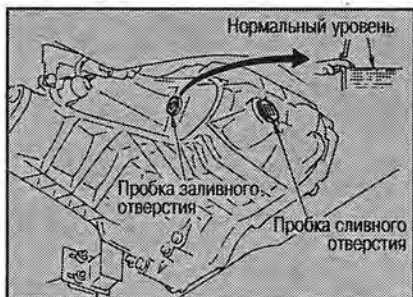 Нормальный уровень
Пробка заливного
отверстия
Пробка сливного
отверстия